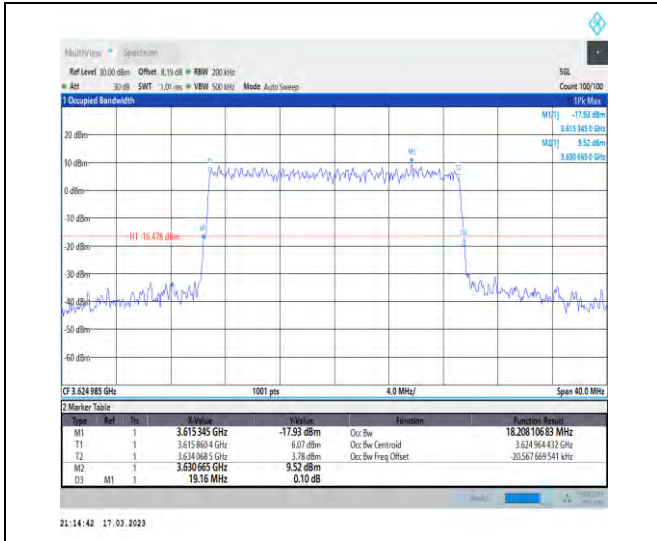 MultiView Spectrum
Ref Level 30.00 dBm Offset 8.19 dB RBW 200 kHz SGL
Att 30 dB SWT 1.01 ms VBW 500 kHz Mode Auto Sweep Count 100/100
1 Occupied Bandwidth 1Pk Max
M1[1] -17.93 dBm
3.615 345 0 GHz
M2[1] 9.52 dBm
3.630 665 0 GHz
20 dBm
10 dBm
0 dBm
-10 dBm
H1 -16.478 dBm
-20 dBm
-30 dBm
-40 dBm
-50 dBm
-60 dBm
T1
M2
T2
M1
D3
CF 3.624 985 GHz 1001 pts 4.0 MHz/ Span 40.0 MHz
2 Marker Table
Type Ref Trc X-Value Y-Value Function Function Result
M1 1 3.615 345 GHz -17.93 dBm Occ Bw 18.208 106 83 MHz
T1 1 3.615 860 4 GHz 6.07 dBm Occ Bw Centroid 3.624 964 432 GHz
T2 1 3.634 068 5 GHz 3.78 dBm Occ Bw Freq Offset -20.567 669 541 kHz
M2 1 3.630 665 GHz 9.52 dBm
D3 M1 1 19.16 MHz 0.10 dB
21:14:42 17.03.2023